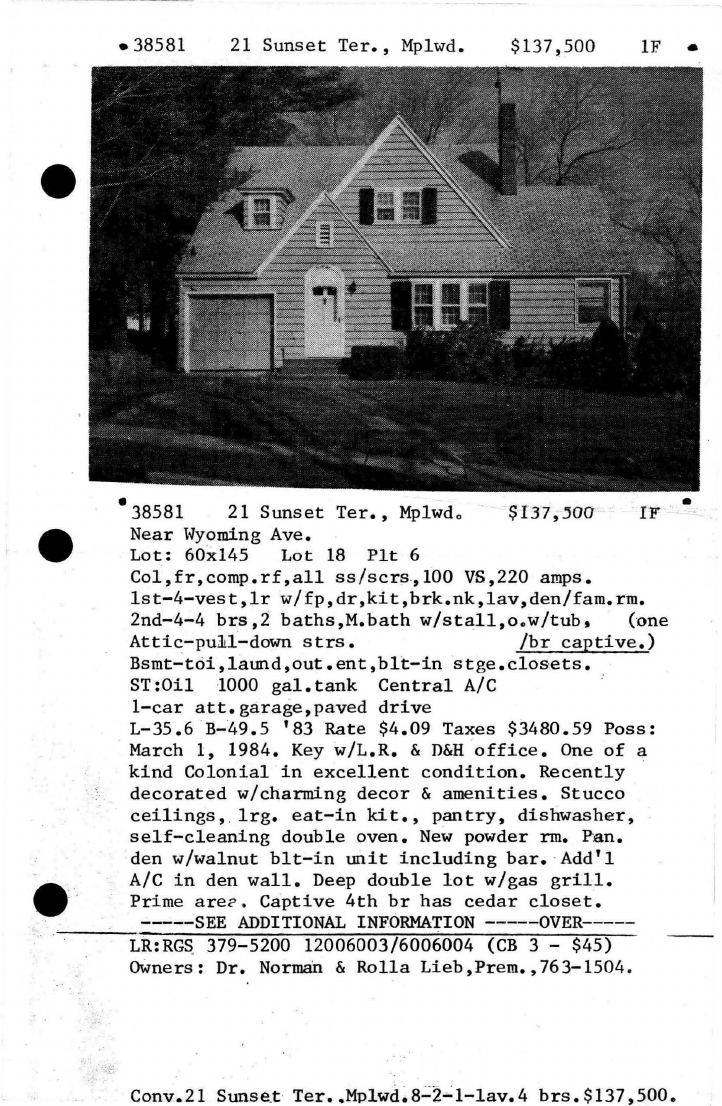 38581 21 Sunset Ter., Mplwd. $137,500 1F
38581 21 Sunset Ter., Mplwd. $137,500 1F
Near Wyoming Ave.
Lot: 60x145 Lot 18 Plt 6
Col,fr,comp.rf,all ss/scrs,100 VS,220 amps.
1st-4-vest,lr w/fp,dr,kit,brk.nk,lav,den/fam.rm.
2nd-4-4 brs,2 baths,M.bath w/stall,o.w/tub, (one
Attic-pull-down strs. /br captive.)
Bsmt-toi,laund,out.ent,blt-in stge.closets.
ST:Oil 1000 gal.tank Central A/C
1-car att.garage,paved drive
L-35.6 B-49.5 '83 Rate $4.09 Taxes $3480.59 Poss:
March 1, 1984. Key w/L.R. & D&H office. One of a
kind Colonial in excellent condition. Recently
decorated w/charming decor & amenities. Stucco
ceilings, lrg. eat-in kit., pantry, dishwasher,
self-cleaning double oven. New powder rm. Pan.
den w/walnut blt-in unit including bar. Add'l
A/C in den wall. Deep double lot w/gas grill.
Prime area. Captive 4th br has cedar closet.
-----SEE ADDITIONAL INFORMATION -----OVER-----
LR:RGS 379-5200 12006003/6006004 (CB 3 - $45)
Owners: Dr. Norman & Rolla Lieb,Prem.,763-1504.
Conv.21 Sunset Ter.,Mplwd.8-2-1-lav.4 brs.$137,500.